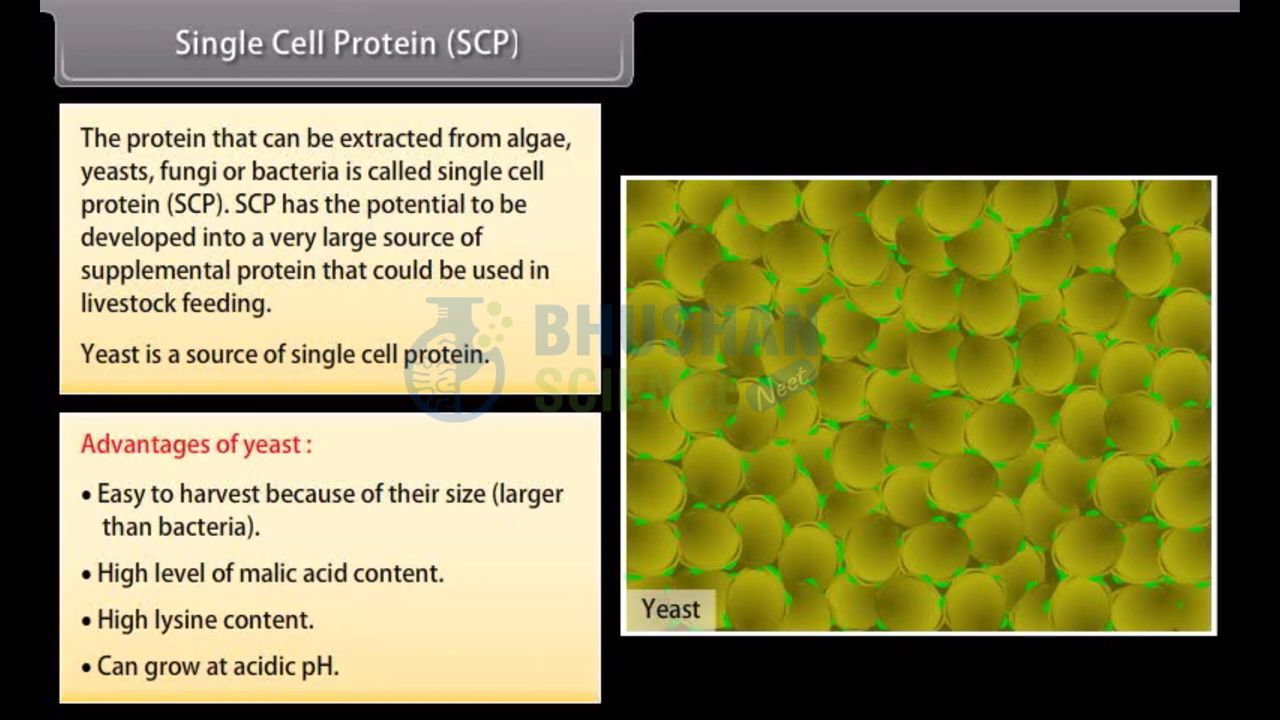 Single Cell Protein (SCP)
The protein that can be extracted from algae,
yeasts, fungi or bacteria is called single cell
protein (SCP). SCP has the potential to be
developed into a very large source of
supplemental protein that could be used in
livestock feeding.
Yeast is a source of single cell protein.
BHUSHAN
SCIENCE
Neet
Advantages of yeast :
• Easy to harvest because of their size (larger
than bacteria).
• High level of malic acid content.
• High lysine content.
• Can grow at acidic pH.
Yeast